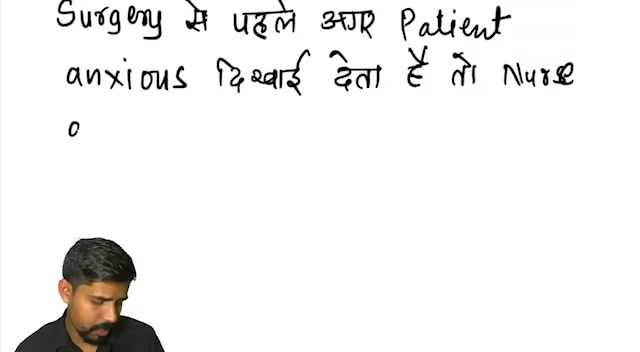 Surgery से पहले अगर Patient
anxious दिखाई देता है तो Nurse